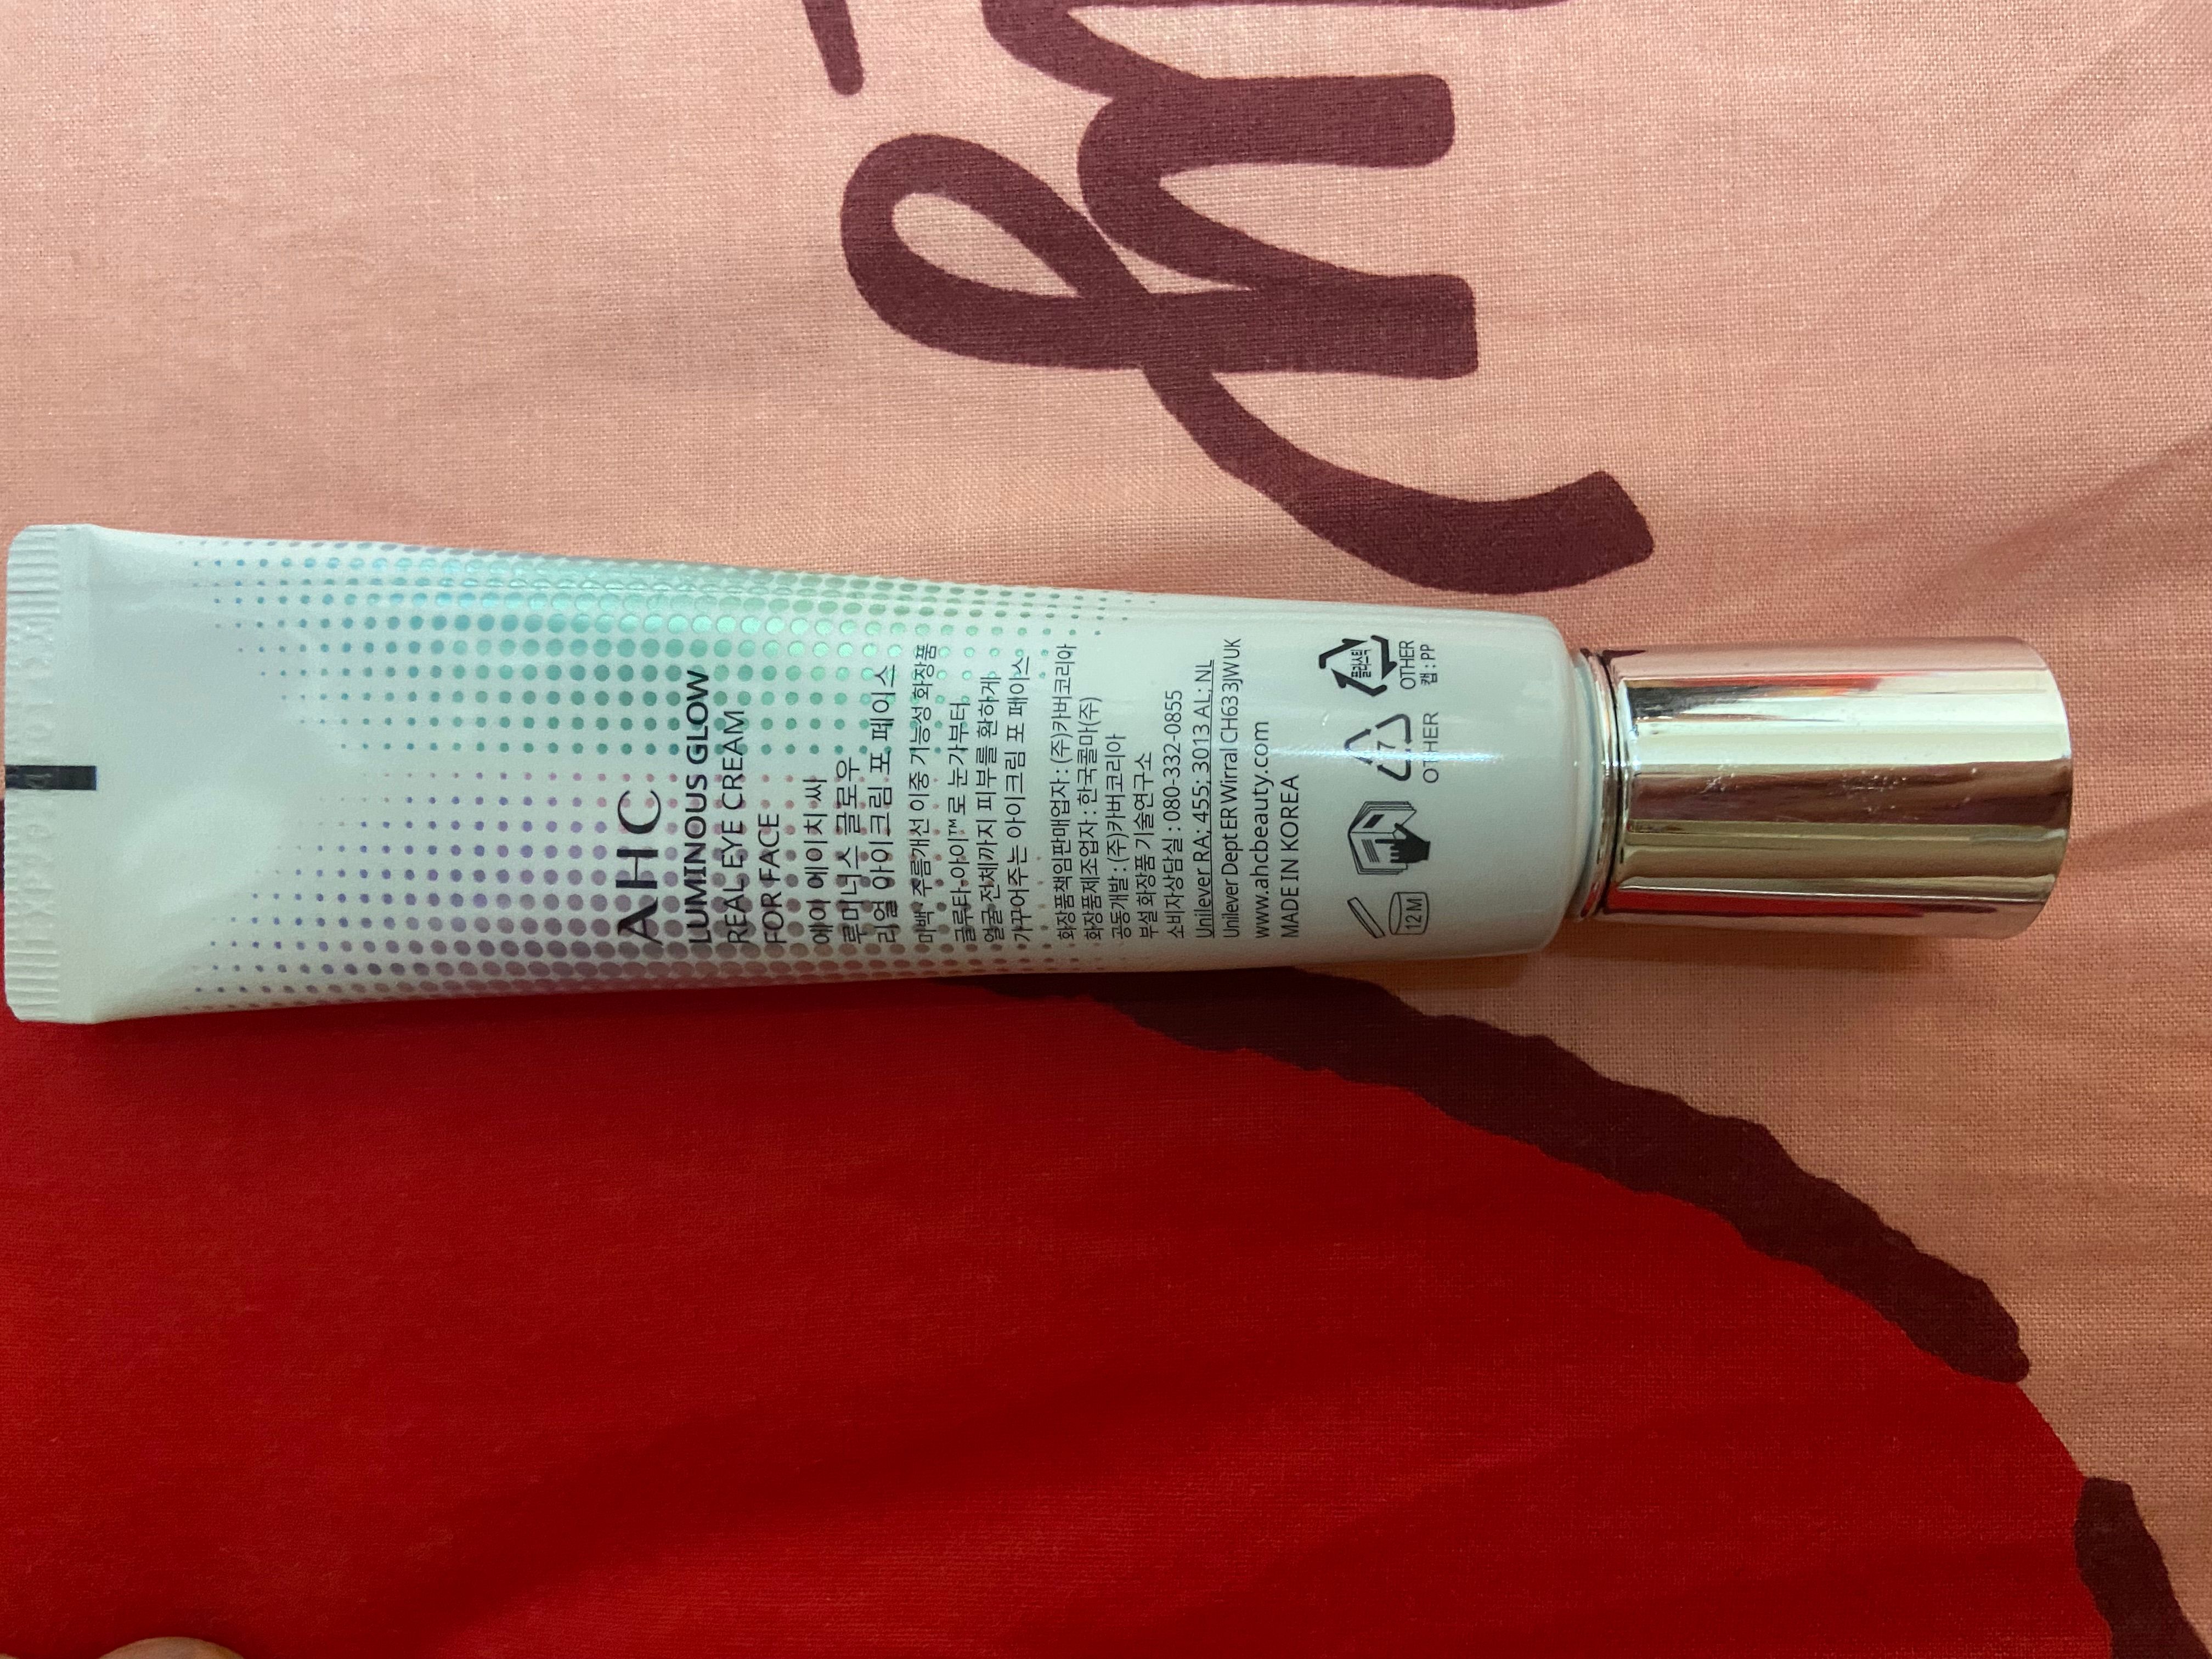 AHC
LUMINOUS GLOW
REAL EYE CREAM
FOR FACE
에이 에이치 씨
루미너스 글로우
리얼 아이크림 포 페이스
미백·주름개선 이중 기능성 화장품
글루타-아이™로 눈가부터
얼굴 전체까지 피부를 환하게
가꾸어주는 아이크림 포 페이스
화장품책임판매업자 : (주)카버코리아
화장품제조업자 : 한국콜마(주)
공동개발 : (주)카버코리아
부설 화장품 기술연구소
소비자상담실 : 080-332-0855
Unilever RA; 455; 3013 AL; NL
Unilever Dept ER Wirral CH63 3JW UK
www.ahcbeauty.com
MADE IN KOREA
12 M
7
OTHER
플라스틱
OTHER
캡 : PP